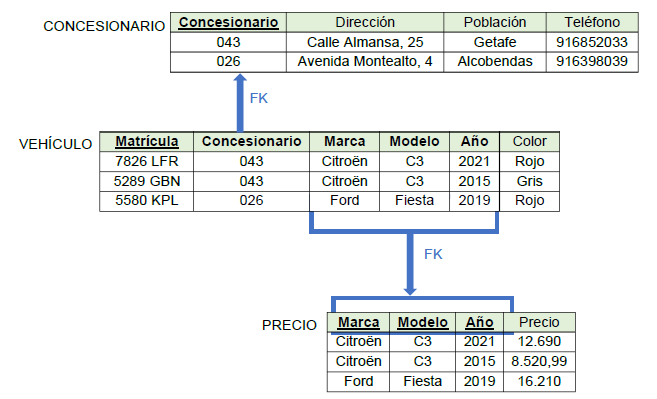 CONCESIONARIO
Concesionario Dirección Población Teléfono
043 Calle Almansa, 25 Getafe 916852033
026 Avenida Montealto, 4 Alcobendas 916398039
FK
VEHÍCULO
Matrícula Concesionario Marca Modelo Año Color
7826 LFR 043 Citroën C3 2021 Rojo
5289 GBN 043 Citroën C3 2015 Gris
5580 KPL 026 Ford Fiesta 2019 Rojo
FK
PRECIO
Marca Modelo Año Precio
Citroën C3 2021 12.690
Citroën C3 2015 8.520,99
Ford Fiesta 2019 16.210